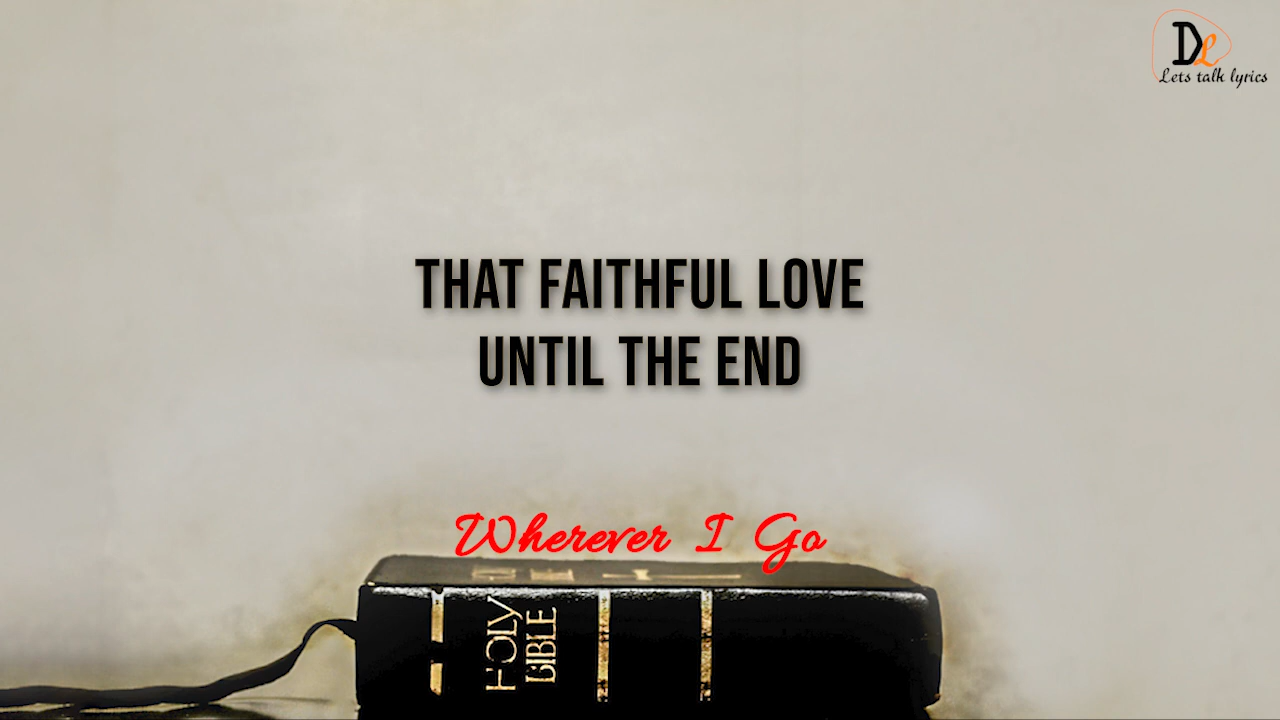 DL
Lets talk lyrics
THAT FAITHFUL LOVE
UNTIL THE END
Wherever I Go
HOLY
BIBLE